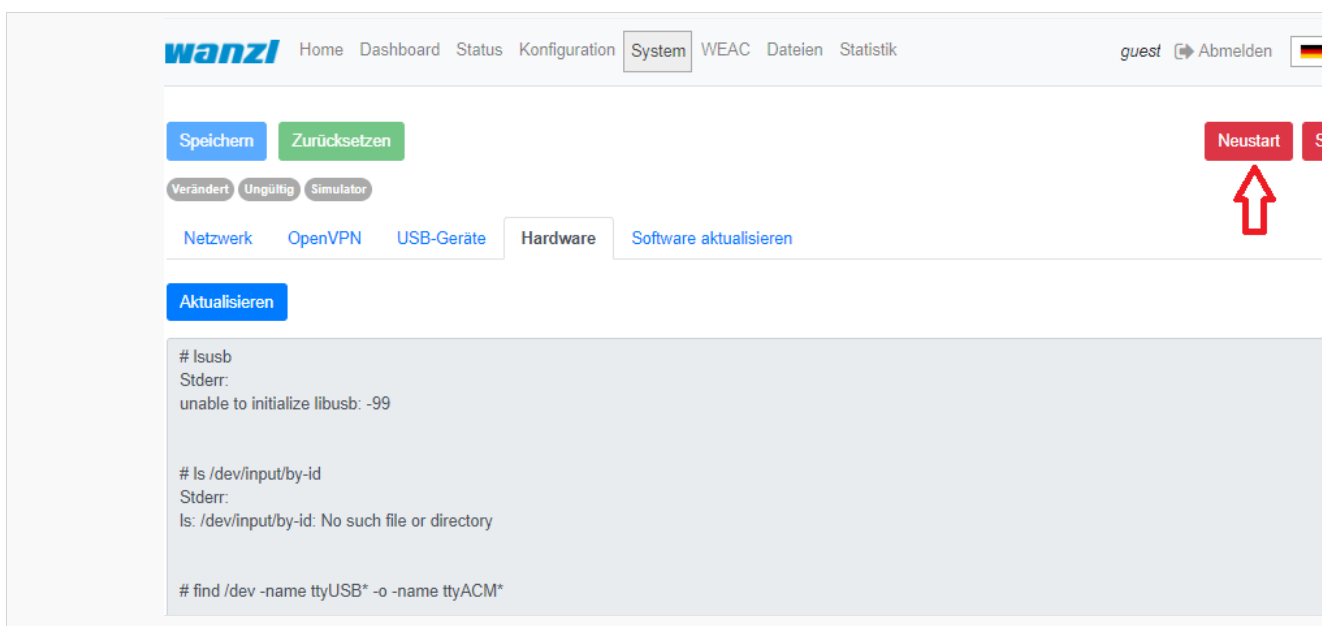 wanzl Home Dashboard Status Konfiguration System WEAC Dateien Statistik guest Abmelden
Speichern Zurücksetzen Neustart S
Verändert Ungültig Simulator
Netzwerk OpenVPN USB-Geräte Hardware Software aktualisieren
Aktualisieren
# lsusb
Stderr:
unable to initialize libusb: -99
# ls /dev/input/by-id
Stderr:
ls: /dev/input/by-id: No such file or directory
# find /dev -name ttyUSB* -o -name ttyACM*